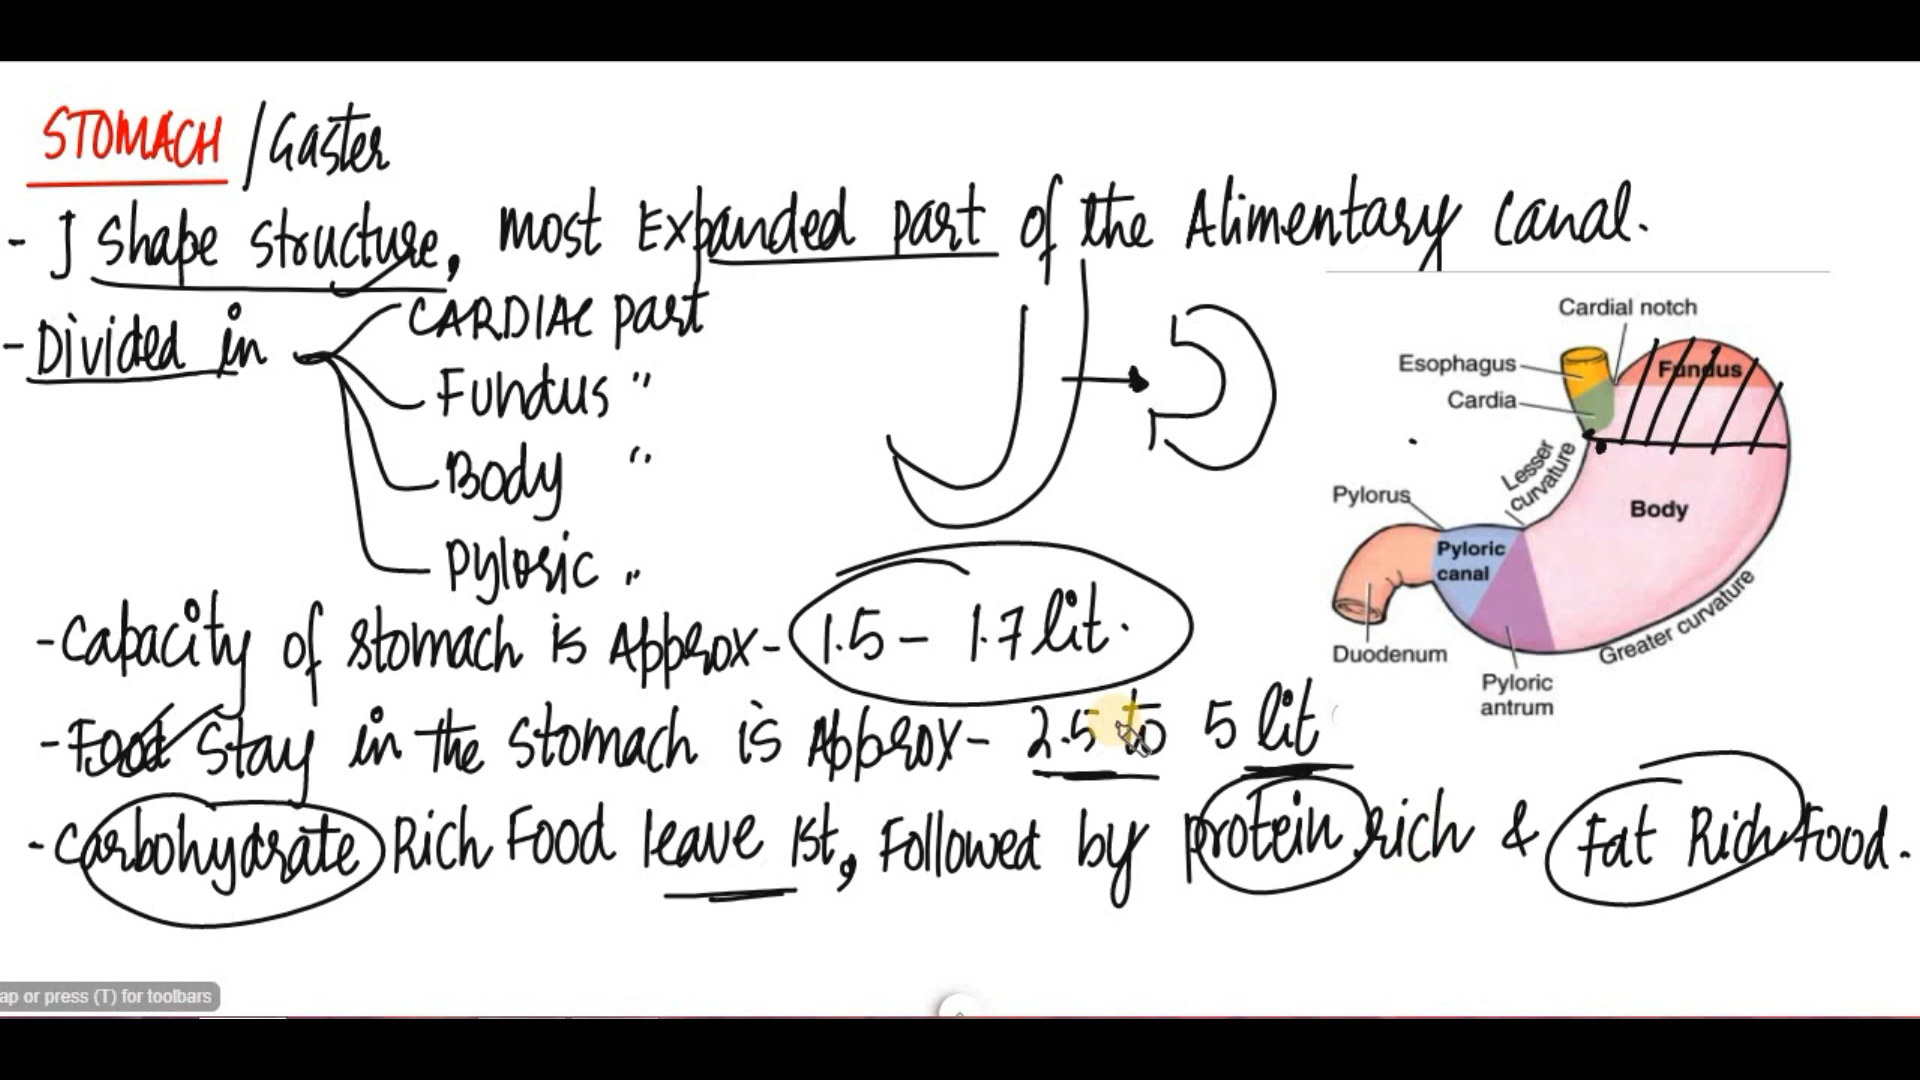 STOMACH / Gaster
- J shape structure, most Expanded part of the Alimentary canal.
- Divided in
CARDIAC part
Fundus "
Body "
Pyloric "
- Capacity of stomach is Approx - 1.5 - 1.7 lit.
- Food stay in the stomach is Approx - 2.5 to 5 lit
- Carbohydrate Rich Food leave 1st, Followed by protein rich & Fat Rich Food.
Cardial notch
Esophagus
Fundus
Cardia
Lesser curvature
Pylorus
Body
Pyloric canal
Duodenum
Greater curvature
Pyloric antrum
ap or press (T) for toolbars